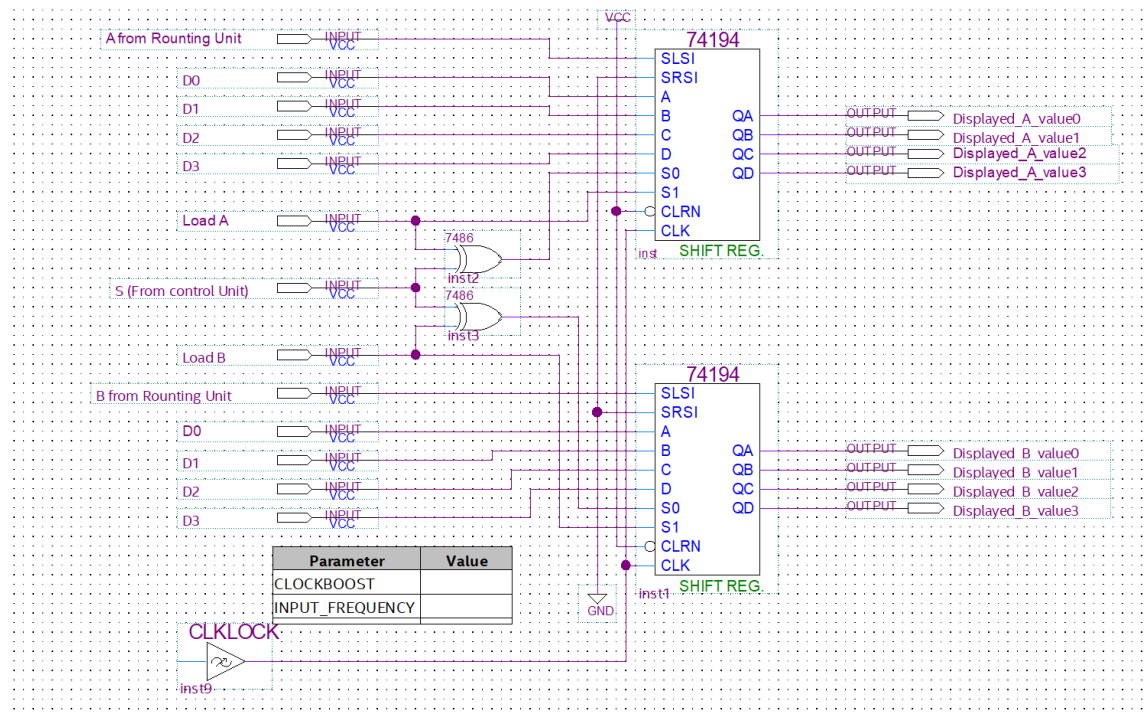 VCC
A from Rounting Unit INPUT VCC
D0 INPUT VCC
D1 INPUT VCC
D2 INPUT VCC
D3 INPUT VCC
Load A INPUT VCC
S (From control Unit) INPUT VCC
Load B INPUT VCC
B from Rounting Unit INPUT VCC
D0 INPUT VCC
D1 INPUT VCC
D2 INPUT VCC
D3 INPUT VCC
7486
inst2
7486
inst3
74194
SLSI
SRSI
A
B QA
C QB
D QC
S0 QD
S1
CLRN
CLK
inst SHIFT REG.
OUTPUT Displayed_A_value0
OUTPUT Displayed_A_value1
OUTPUT Displayed_A_value2
OUTPUT Displayed_A_value3
74194
SLSI
SRSI
A
B QA
C QB
D QC
S0 QD
S1
CLRN
CLK
inst1 SHIFT REG.
OUTPUT Displayed_B_value0
OUTPUT Displayed_B_value1
OUTPUT Displayed_B_value2
OUTPUT Displayed_B_value3
GND
Parameter Value
CLOCKBOOST
INPUT_FREQUENCY
CLKLOCK
inst9